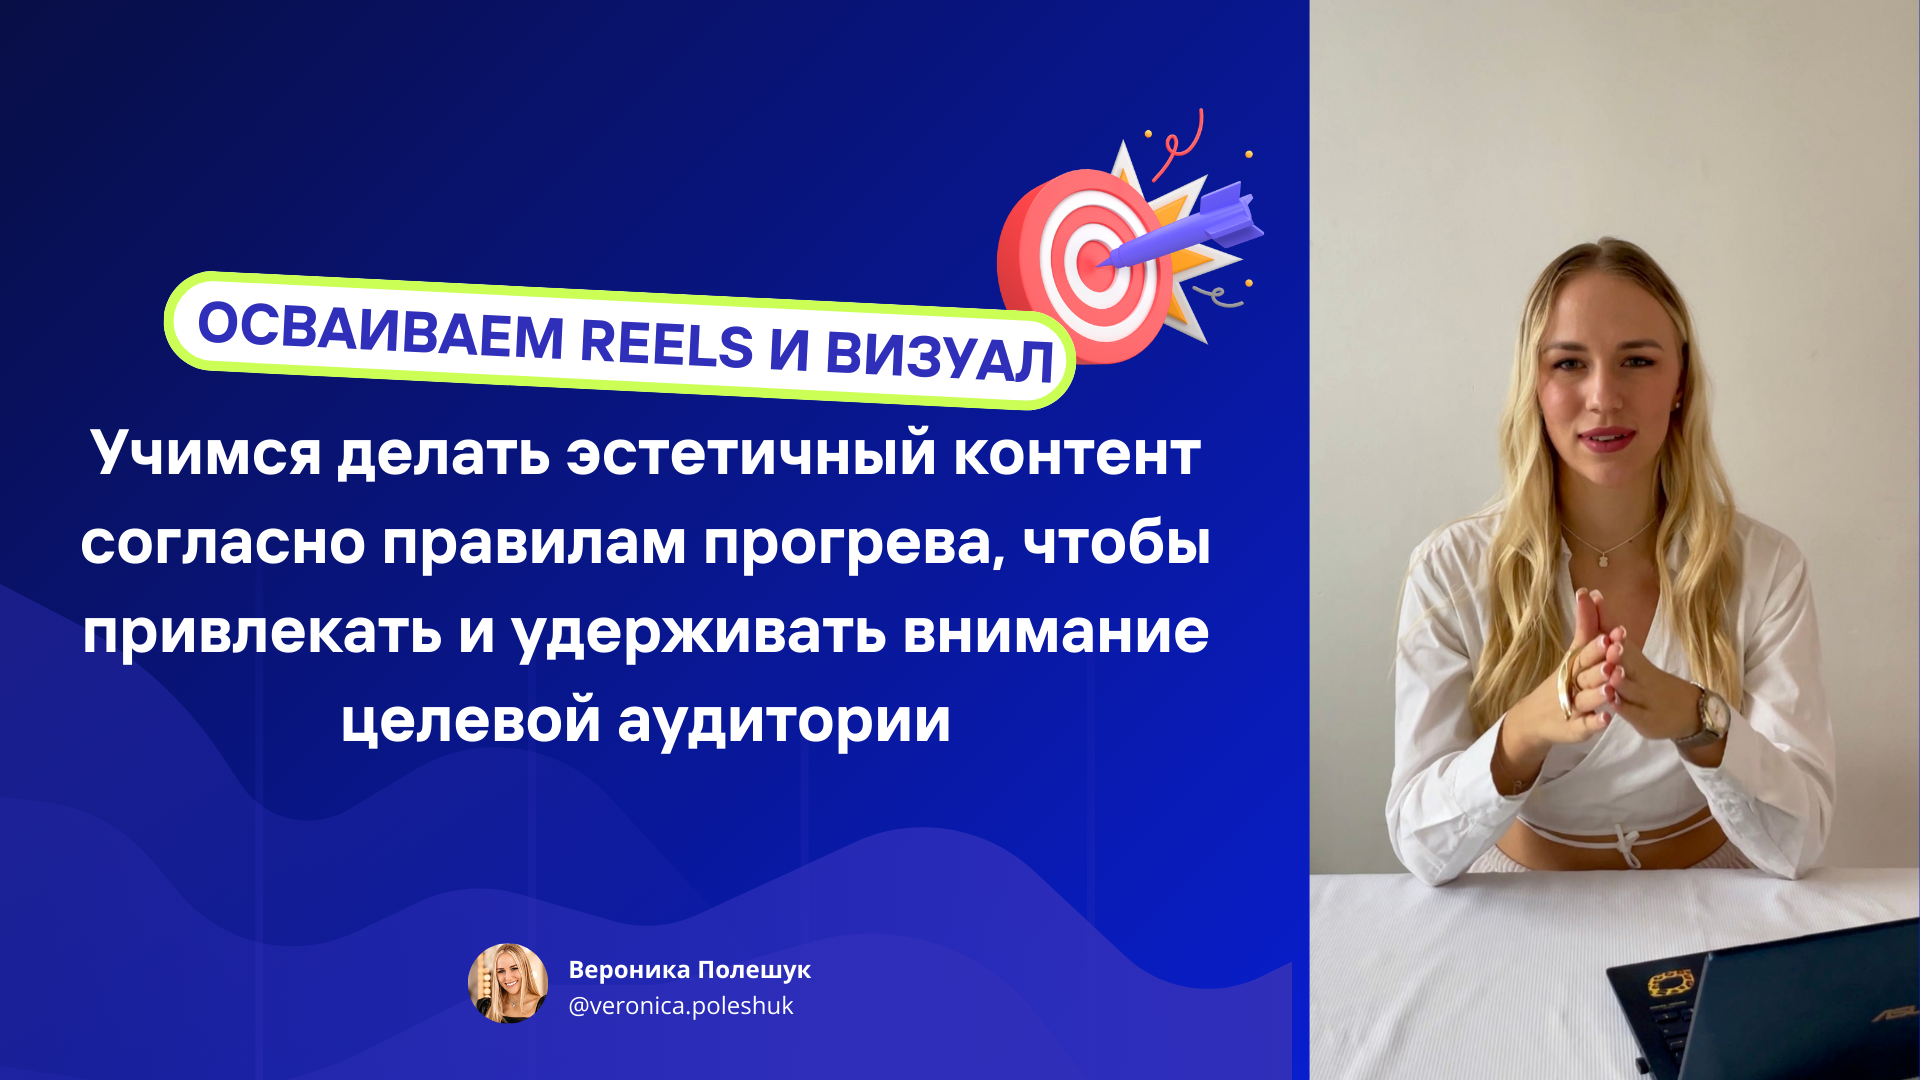 ОСВАИВАЕМ REELS И ВИЗУАЛ
Учимся делать эстетичный контент
согласно правилам прогрева, чтобы
привлекать и удерживать внимание
целевой аудитории
Вероника Полешук
@veronica.poleshuk